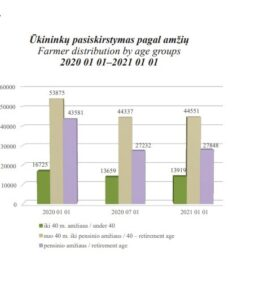 Ūkininkų pasiskirstymas pagal amžių
Farmer distribution by age groups
2020 01 01–2021 01 01
60000
50000
40000
30000
20000
10000
0
16725
53875
43581
13659
44337
27232
13919
44551
27848
2020 01 01
2020 07 01
2021 01 01
iki 40 m. amžiaus / under 40
nuo 40 m. iki pensinio amžiaus / 40 – retirement age
pensinio amžiaus / retirement age